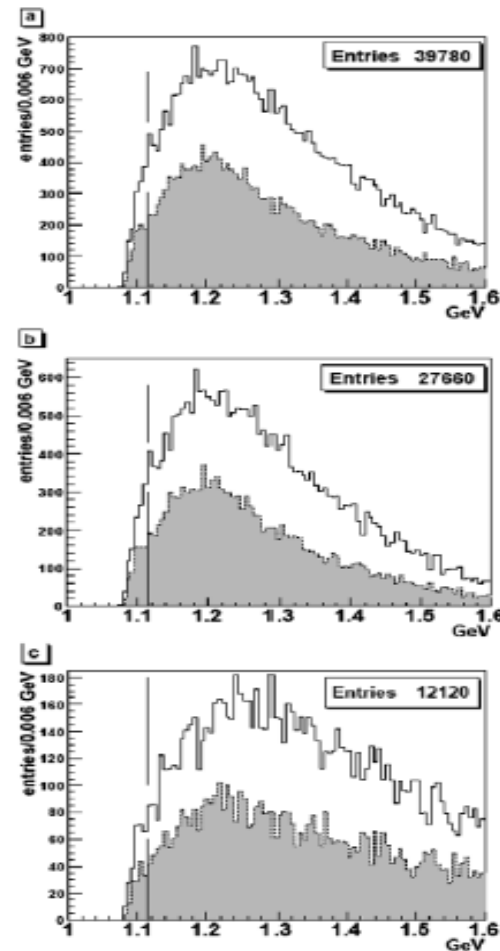 a
entries/0.006 GeV
800
700
600
500
400
300
200
100
0
Entries 39780
1 1.1 1.2 1.3 1.4 1.5 1.6
GeV
b
entries/0.006 GeV
600
500
400
300
200
100
0
Entries 27660
1 1.1 1.2 1.3 1.4 1.5 1.6
GeV
c
entries/0.006 GeV
180
160
140
120
100
80
60
40
20
0
Entries 12120
1 1.1 1.2 1.3 1.4 1.5 1.6
GeV